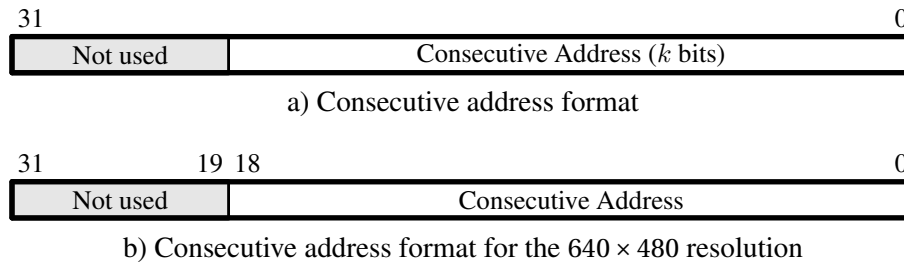 31 0
Not used Consecutive Address (k bits)
a) Consecutive address format
31 19 18 0
Not used Consecutive Address
b) Consecutive address format for the 640 × 480 resolution